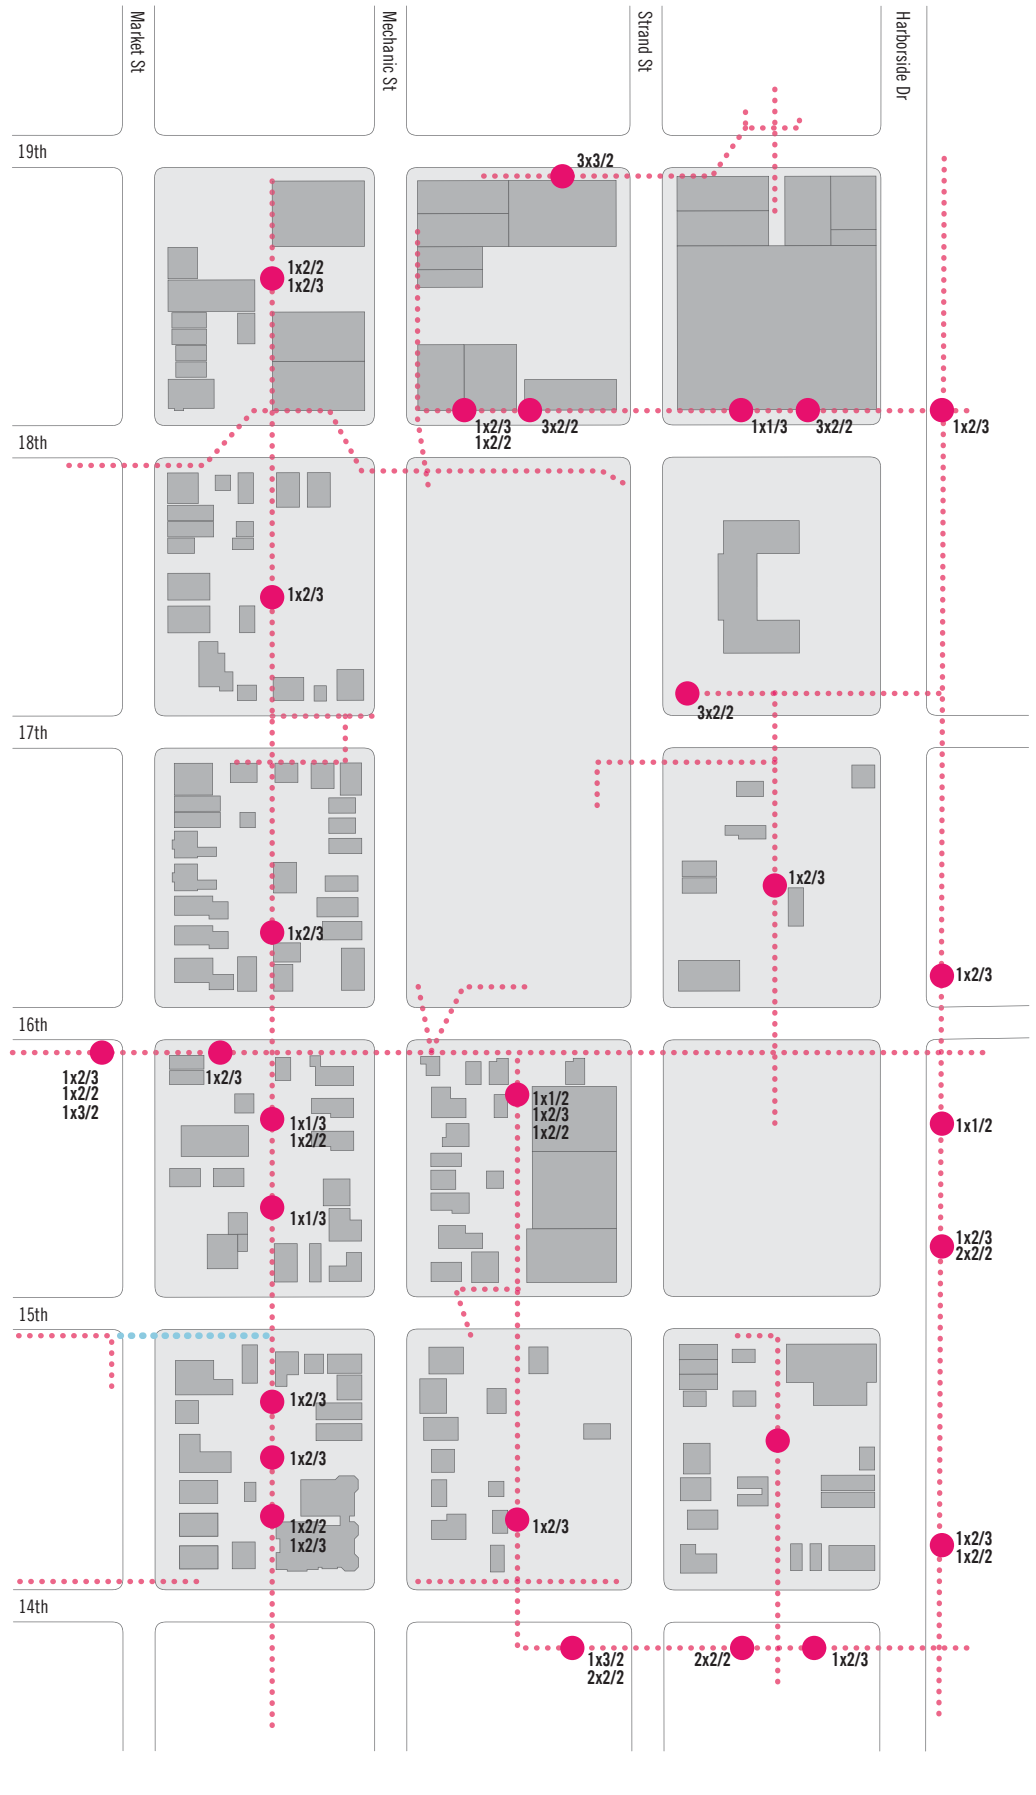 Market St
Mechanic St
Strand St
Harborside Dr
19th
3x3/2
1x2/2
1x2/3
1x2/3
1x2/2
3x2/2
1x1/3
3x2/2
1x2/3
18th
1x2/3
3x2/2
17th
1x2/3
1x2/3
1x2/3
16th
1x2/3
1x2/2
1x3/2
1x2/3
1x1/3
1x2/2
1x1/2
1x2/3
1x2/2
1x1/2
1x1/3
1x2/3
2x2/2
15th
1x2/3
1x2/3
1x2/2
1x2/3
1x2/3
1x2/3
1x2/2
14th
1x3/2
2x2/2
2x2/2
1x2/3